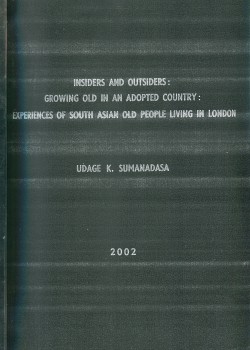 INSIDERS AND OUTSIDERS:
GROWING OLD IN AN ADOPTED COUNTRY:
EXPERIENCES OF SOUTH ASIAN OLD PEOPLE LIVING IN LONDON
UDAGE K. SUMANADASA
2002